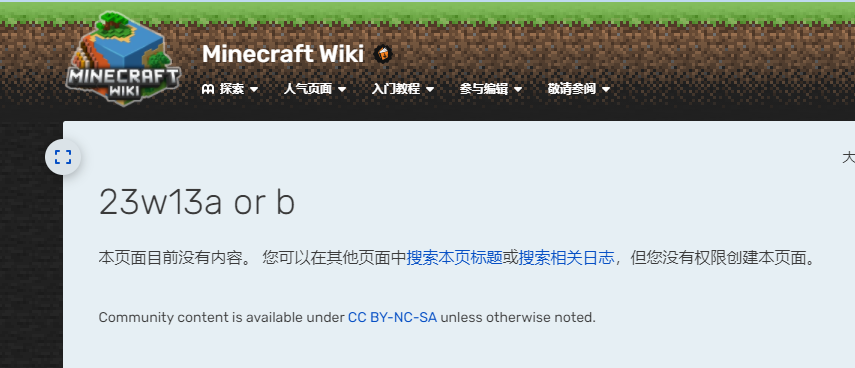 MINECRAFT
WIKI
Minecraft Wiki
探索 人气页面 入门教程 参与编辑 敬请参阅
大
23w13a or b
本页面目前没有内容。 您可以在其他页面中搜索本页标题或搜索相关日志，但您没有权限创建本页面。
Community content is available under CC BY-NC-SA unless otherwise noted.